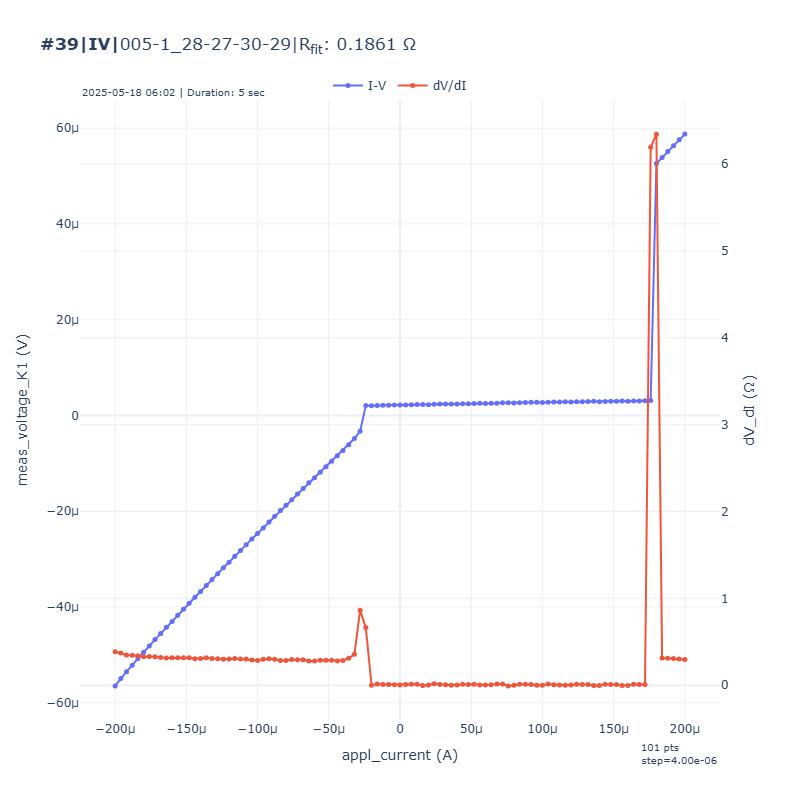 #39|IV|005-1_28-27-30-29|Rfit: 0.1861 Ω
2025-05-18 06:02 | Duration: 5 sec
I-V
dV/dI
60μ
40μ
20μ
0
−20μ
−40μ
−60μ
meas_voltage_K1 (V)
6
5
4
3
2
1
0
dV_dI (Ω)
−200μ
−150μ
−100μ
−50μ
0
50μ
100μ
150μ
200μ
appl_current (A)
101 pts
step=4.00e-06